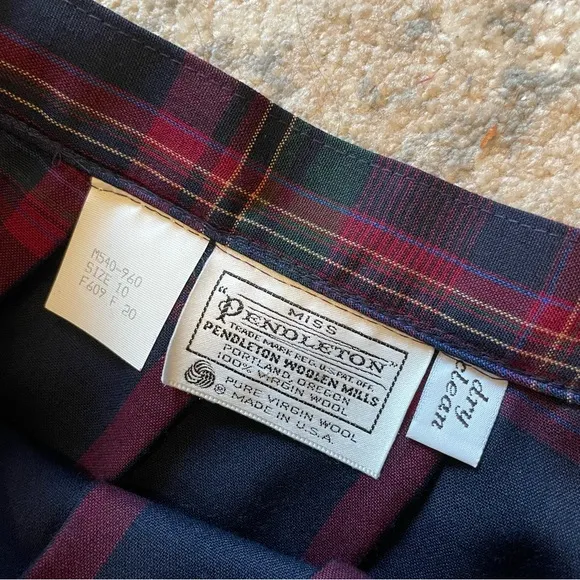 M540-960
SIZE 10
F609 F 20
MISS
"PENDLETON"
TRADE MARK REG. U.S. PAT. OFF.
PENDLETON WOOLEN MILLS
PORTLAND, OREGON
100% VIRGIN WOOL
PURE VIRGIN WOOL
® MADE IN U.S.A.
dry
clean